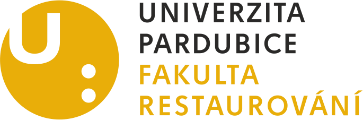 U:
UNIVERZITA
PARDUBICE
FAKULTA
RESTAUROVÁNÍ